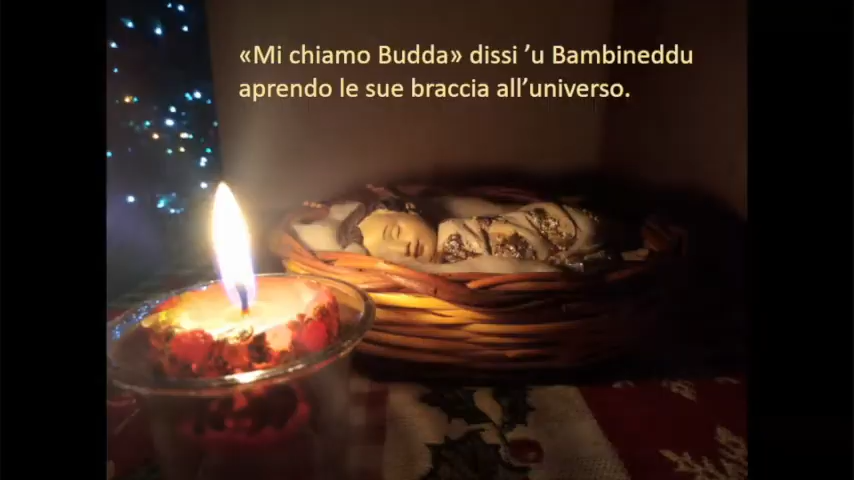 «Mi chiamo Budda» dissi ’u Bambineddu
aprendo le sue braccia all’universo.